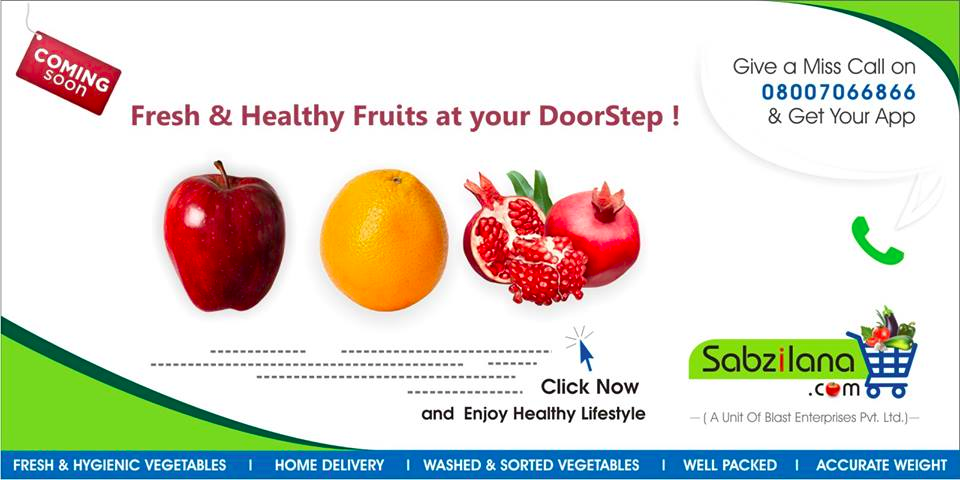 COMING
soon
Fresh & Healthy Fruits at your DoorStep !
Give a Miss Call on
08007066866
& Get Your App
Click Now
and Enjoy Healthy Lifestyle
Sabzilana
.com
( A Unit Of Blast Enterprises Pvt. Ltd.)
FRESH & HYGIENIC VEGETABLES | HOME DELIVERY | WASHED & SORTED VEGETABLES | WELL PACKED | ACCURATE WEIGHT